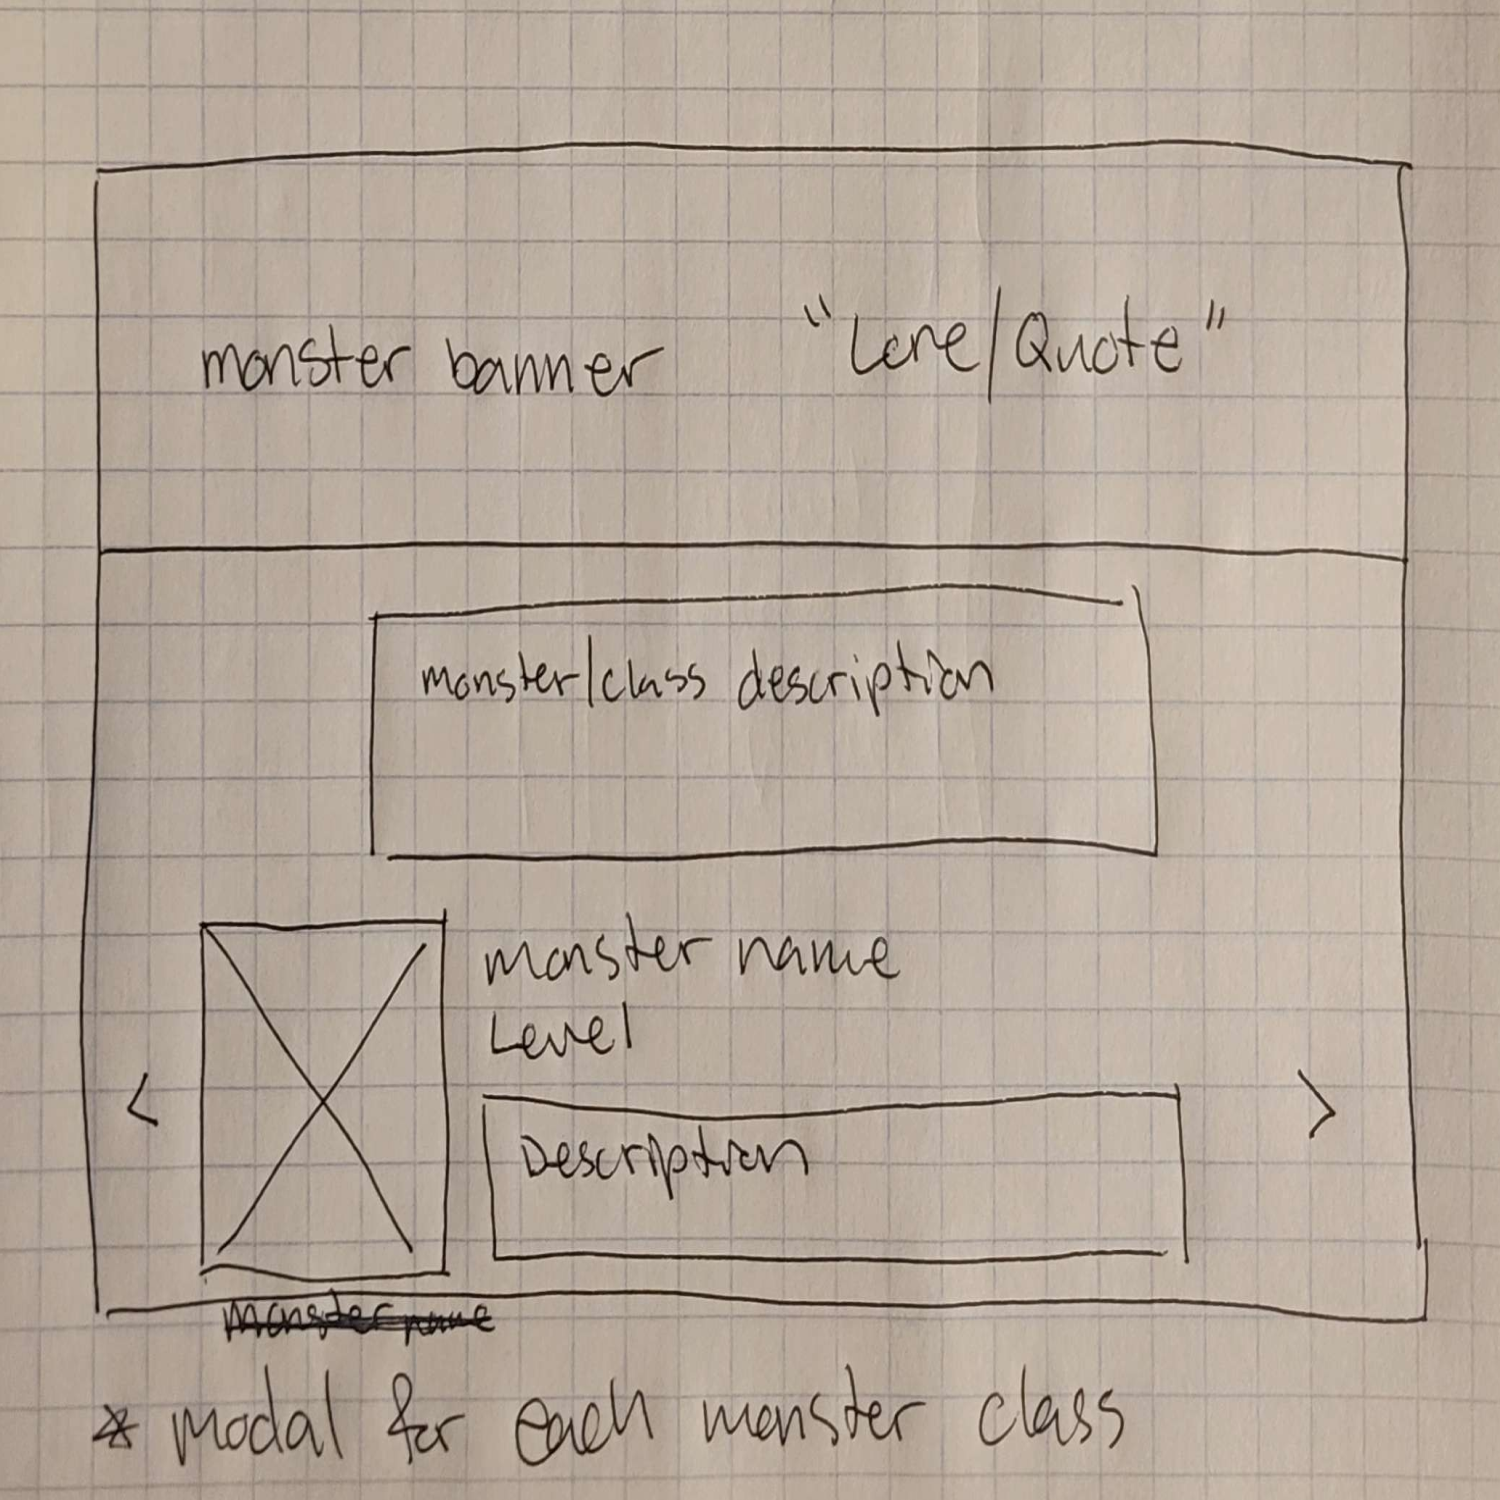 monster banner "Lore/Quote"
monster/class description
monster name
Level
<
>
Description
monster name
* modal for each monster class